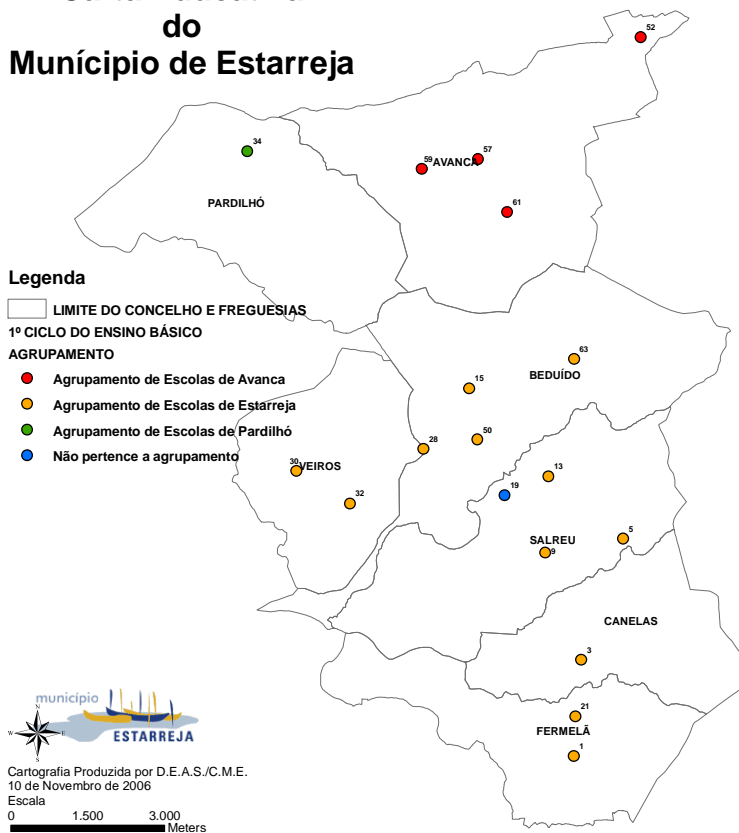 do
Munícipio de Estarreja
52
34
57
59
AVANCA
PARDILHÓ
61
Legenda
LIMITE DO CONCELHO E FREGUESIAS
1º CICLO DO ENSINO BÁSICO
AGRUPAMENTO
Agrupamento de Escolas de Avanca
Agrupamento de Escolas de Estarreja
Agrupamento de Escolas de Pardilhó
Não pertence a agrupamento
63
BEDUÍDO
15
50
28
30
VEIROS
32
13
19
5
SALREU
9
CANELAS
3
21
FERMELÃ
1
município
ESTARREJA
N
W E
S
Cartografia Produzida por D.E.A.S./C.M.E.
10 de Novembro de 2006
Escala
0 1.500 3.000
Meters